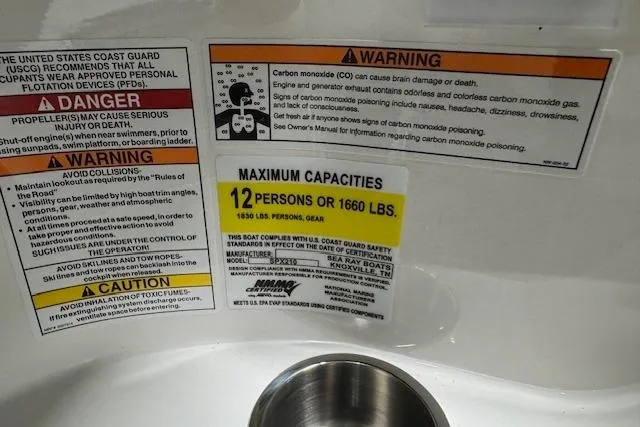 THE UNITED STATES COAST GUARD
(USCG) RECOMMENDS THAT ALL
OCCUPANTS WEAR APPROVED PERSONAL
FLOTATION DEVICES (PFDs).
DANGER
PROPELLER(S) MAY CAUSE SERIOUS
INJURY OR DEATH.
Shut-off engine(s) when near swimmers, prior to
using sunpads, swim platform, or boarding ladder.
WARNING
AVOID COLLISIONS-
• Maintain lookout as required by the "Rules of
the Road"
• Visibility can be limited by high boat trim angles,
persons, gear, weather and atmospheric
conditions.
• At all times proceed at a safe speed, in order to
take proper and effective action to avoid
hazardous conditions.
SUCH ISSUES ARE UNDER THE CONTROL OF
THE OPERATOR!
AVOID SKI LINES AND TOW ROPES-
Ski lines and tow ropes can backlash into the
cockpit when released.
CAUTION
AVOID INHALATION OF TOXIC FUMES-
If fire extinguishing system discharge occurs,
ventilate space before entering.
WARNING
Carbon monoxide (CO) can cause brain damage or death.
Engine and generator exhaust contains odorless and colorless carbon monoxide gas.
Signs of carbon monoxide poisoning include nausea, headache, dizziness, drowsiness,
and lack of consciousness.
Get fresh air if anyone shows signs of carbon monoxide poisoning.
See Owner's Manual for information regarding carbon monoxide poisoning.
MAXIMUM CAPACITIES
12 PERSONS OR 1660 LBS.
1830 LBS. PERSONS, GEAR
THIS BOAT COMPLIES WITH U.S. COAST GUARD SAFETY
STANDARDS IN EFFECT ON THE DATE OF CERTIFICATION
MANUFACTURER: SEA RAY BOATS
MODEL: SPX210 KNOXVILLE, TN
DESIGN COMPLIANCE WITH NMMA REQUIREMENTS IS VERIFIED.
MANUFACTURER RESPONSIBLE FOR PRODUCTION CONTROL.
NMMA
CERTIFIED
using ABYC standards
NATIONAL MARINE
MANUFACTURERS
ASSOCIATION
MEETS U.S. EPA EVAP STANDARDS USING CERTIFIED COMPONENTS